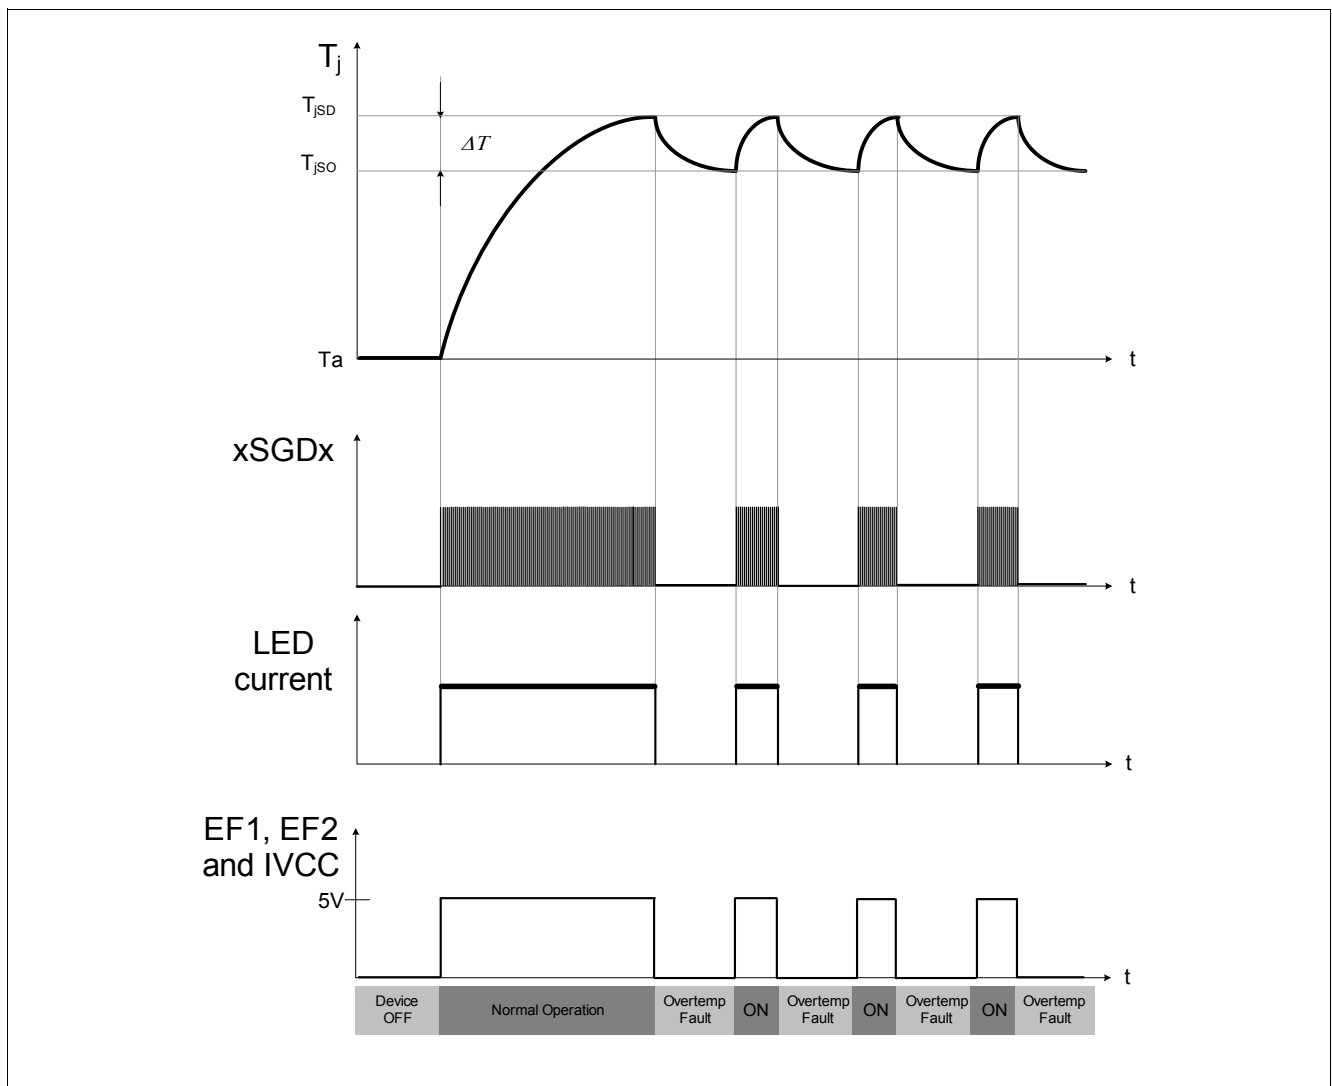 Tj
TjSD
ΔT
TjSO
Ta
t
xSGDx
t
LED
current
t
EF1, EF2
and IVCC
5V
t
Device
OFF
Normal Operation
Overtemp
Fault
ON
Overtemp
Fault
ON
Overtemp
Fault
ON
Overtemp
Fault